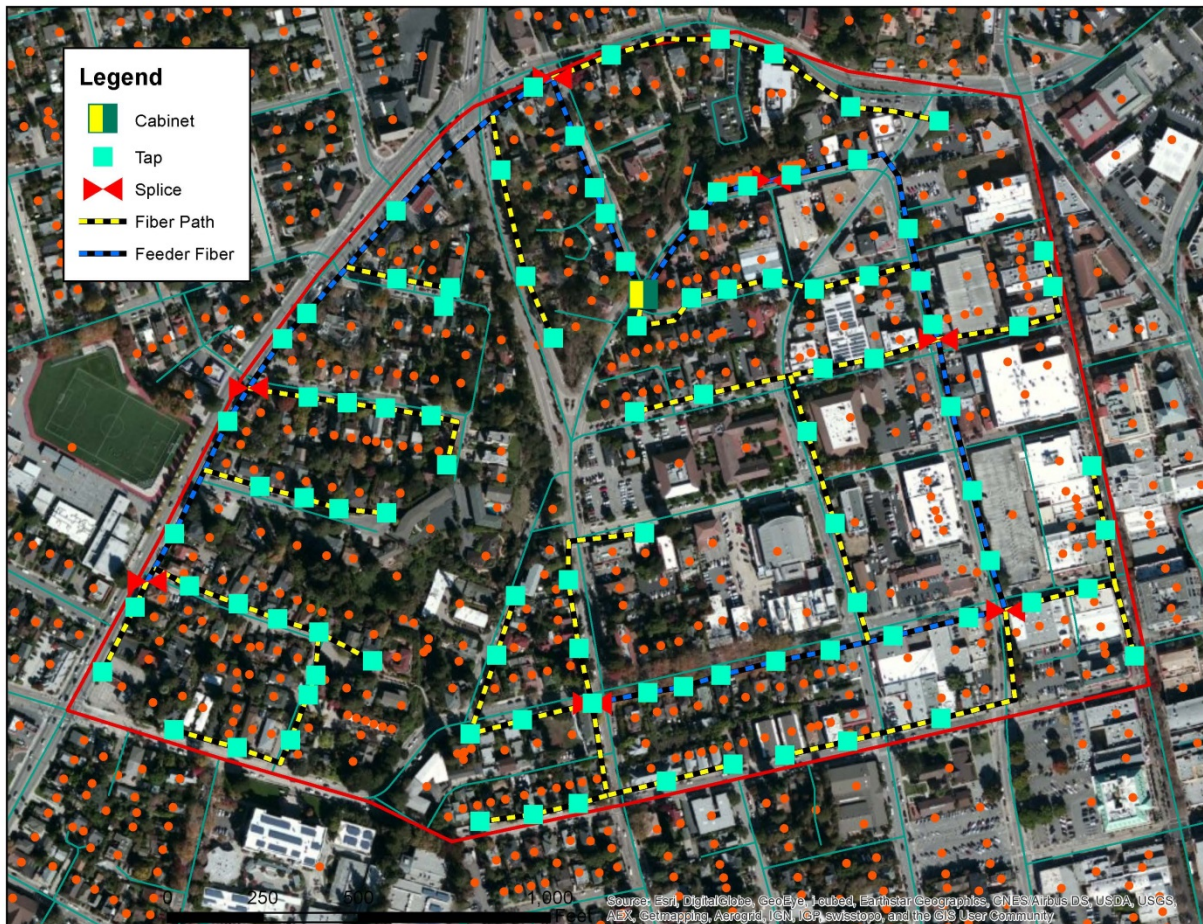 Legend
Cabinet
Tap
Splice
Fiber Path
Feeder Fiber
0 250 500 1,000
Feet
Source: Esri, DigitalGlobe, GeoEye, i-cubed, Earthstar Geographics, CNES/Airbus DS, USDA, USGS,
AEX, Getmapping, Aerogrid, IGN, IGP, swisstopo, and the GIS User Community